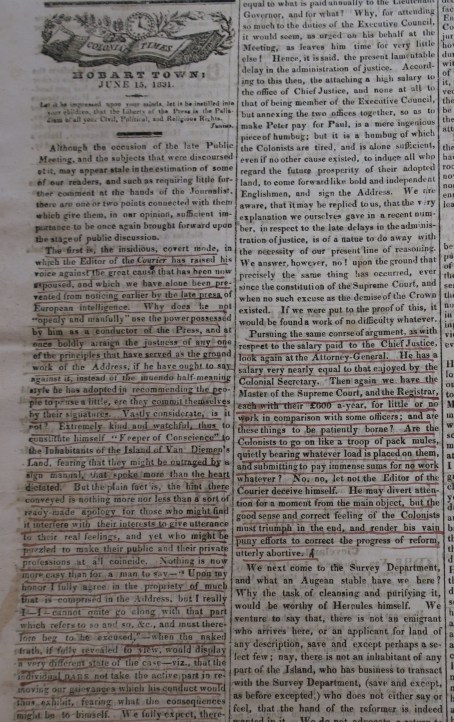 COLONIAL TIMES
HOBART TOWN:
JUNE 15, 1831.
Let it be impressed upon your minds, let it be instilled into
your children, that the Liberty of the Press is the Palla-
dium of all your Civil, Political, and Religious Rights.
Junius.
Although the occasion of the late Public
Meeting, and the subjects that were discoursed
at it, may appear stale in the estimation of some
of our readers, and such as requiring little fur-
ther comment at the hands of the Journalist,
there are one or two points connected with them
which give them, in our opinion, sufficient im-
portance to be once again brought forward upon
the stage of public discussion.
The first is, the insidious, covert mode, in
which the Editor of the Courier has raised his
voice against the great cause that has been now
espoused, and which we have alone been pre-
vented from noticing earlier by the late press of
European intelligence. Why does he not
"openly and manfully" use the power possessed
by him as a conductor of the Press, and at
once boldly arraign the justness of any one
of the principles that have served as the ground
work of the Address, if he have ought to say
against it, instead of the inuendo half-meaning
style he has adopted in recommending the peo-
ple to pause a little, ere they commit themselves
by their signatures. Vastly considerate, is it
not? Extremely kind and watchful, thus to
constitute himself "Keeper of Conscience" to
the Inhabitants of the Island of Van Diemen's
Land, fearing that they might be outraged by a
sign manual, that spoke more than the heart
dictated. But the plain fact is, the hint there
conveyed is nothing more nor less than a sort of
ready-made apology for those who might find
it interfere with their interests to give utterance
to their real feelings, and yet who might be
puzzled to make their public and their private
professions at all coincide. Nothing is now
more easy than for a man to say—"Upon my
honor I fully agree in the propriety of much
that is comprised in the Address, but I really
I—I—cannot quite go along with that part
which refers to so and so, &c., and must there-
fore beg to be excused,"—when the naked
truth, if fully revealed to view, would display
a very different state of the case—viz., that the
individual DARE not take the active part in re-
moving our grievances which his conduct would
thus exhibit, fearing what the consequences
might be to himself. We fully expect, there-
equal to what is paid annually to the Lieutenant
Governor, and for what? Why, for attending
so much to the duties of the Executive Council,
it would seem, as urged on his behalf at the
Meeting, as leaves him time for very little
else! Hence, it is said, the present lamentable
delay in the administration of justice. Accord-
ing to this then, the attaching a high salary to
the office of Chief Justice, and none at all to
that of being member of the Executive Council,
but annexing the two offices together, so as to
make Peter pay for Paul, is a mere ingenious
piece of humbug; but it is a humbug of which
the Colonists are tired, and is alone sufficient,
even if no other cause existed, to induce all who
regard the future prosperity of their adopted
land, to come forward like bold and independent
Englishmen, and sign the Address. We are
aware, that it may be replied to us, that the very
explanation we ourselves gave in a recent num-
ber, in respect to the late delays in the adminis-
tration of justice, is of a nature to do away with
the necessity of our present line of reasoning.
We answer, however, no! upon the ground that
precisely the same thing has occurred, ever
since the constitution of the Supreme Court, and
when no such excuse as the demise of the Crown
existed. If we were put to the proof of this, it
would be found a work of no difficulty whatever.
Pursuing the same course of argument, as with
respect to the salary paid to the Chief Justice,
look again at the Attorney-General. He has a
salary very nearly equal to that enjoyed by the
Colonial Secretary. Then again we have the
Master of the Supreme Court, and the Registrar,
each with their £600 a-year, for little or no
work in comparison with some officers; and are
these things to be patiently borne? Are the
Colonists to go on like a troop of pack mules,
quietly bearing whatever load is placed on them,
and submitting to pay immense sums for no work
whatever? No, no, let not the Editor of the
Courier deceive himself. He may divert atten-
tion for a moment from the main object, but the
good sense and correct feeling of the Colonists
must triumph in the end, and render his vain
puny efforts to correct the progress of reform,
utterly abortive.
We next come to the Survey Department,
and what an Augean stable have we here?
Why the task of cleansing and purifying it,
would be worthy of Hercules himself. We
venture to say that, there is not an emigrant
who arrives here, or an applicant for land of
any description, save and except perhaps a se-
lect few; nay, there is not an inhabitant of any
part of the Island, who has business to transact
with the Survey Department, (save and except,
as before excepted,) who does not either say or
feel, that the hand of the reformer is indeed